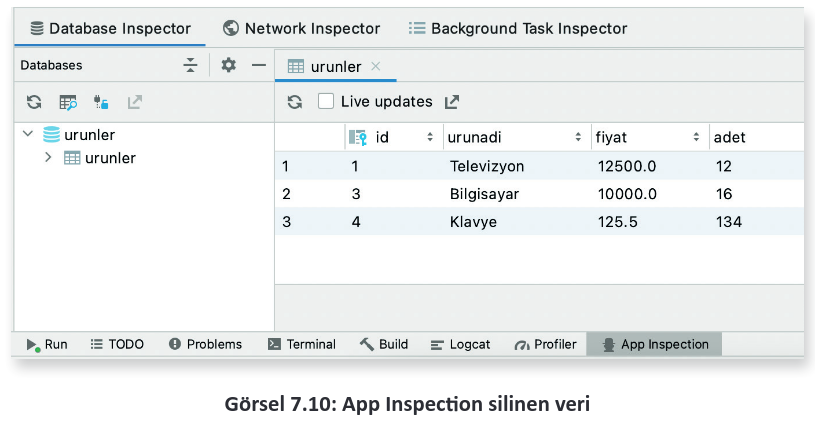 Database Inspector Network Inspector Background Task Inspector
Databases
urunler
Live updates
urunler
urunler
id urunadi fiyat adet
1 1 Televizyon 12500.0 12
2 3 Bilgisayar 10000.0 16
3 4 Klavye 125.5 134
Run TODO Problems Terminal Build Logcat Profiler App Inspection
Görsel 7.10: App Inspection silinen veri